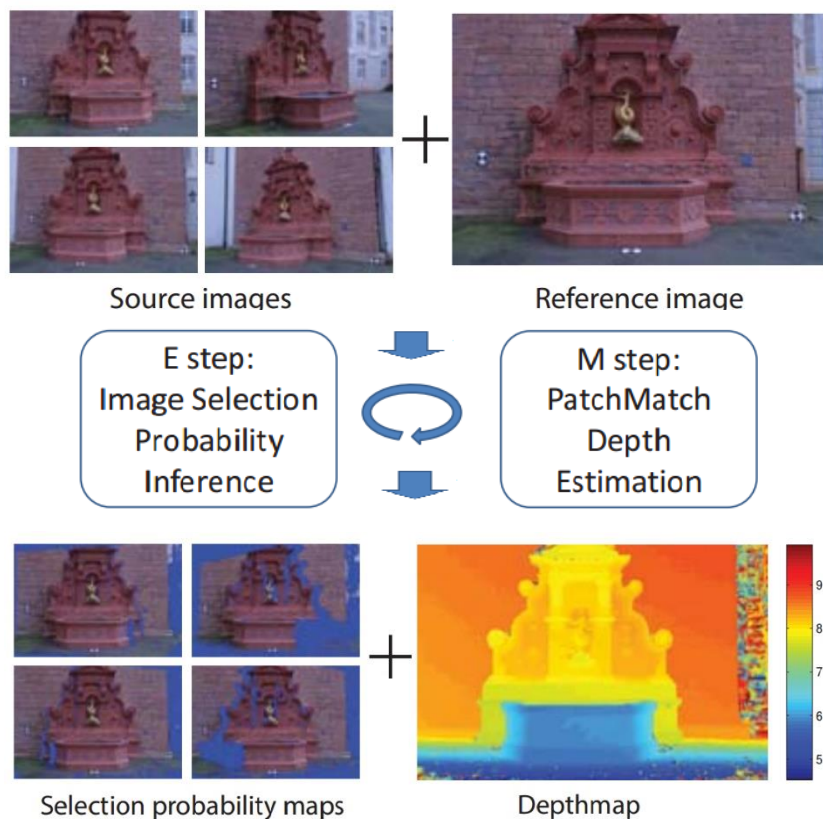 Source images
Reference image
E step:
Image Selection
Probability
Inference
M step:
PatchMatch
Depth
Estimation
9
8
7
6
5
Selection probability maps
Depthmap